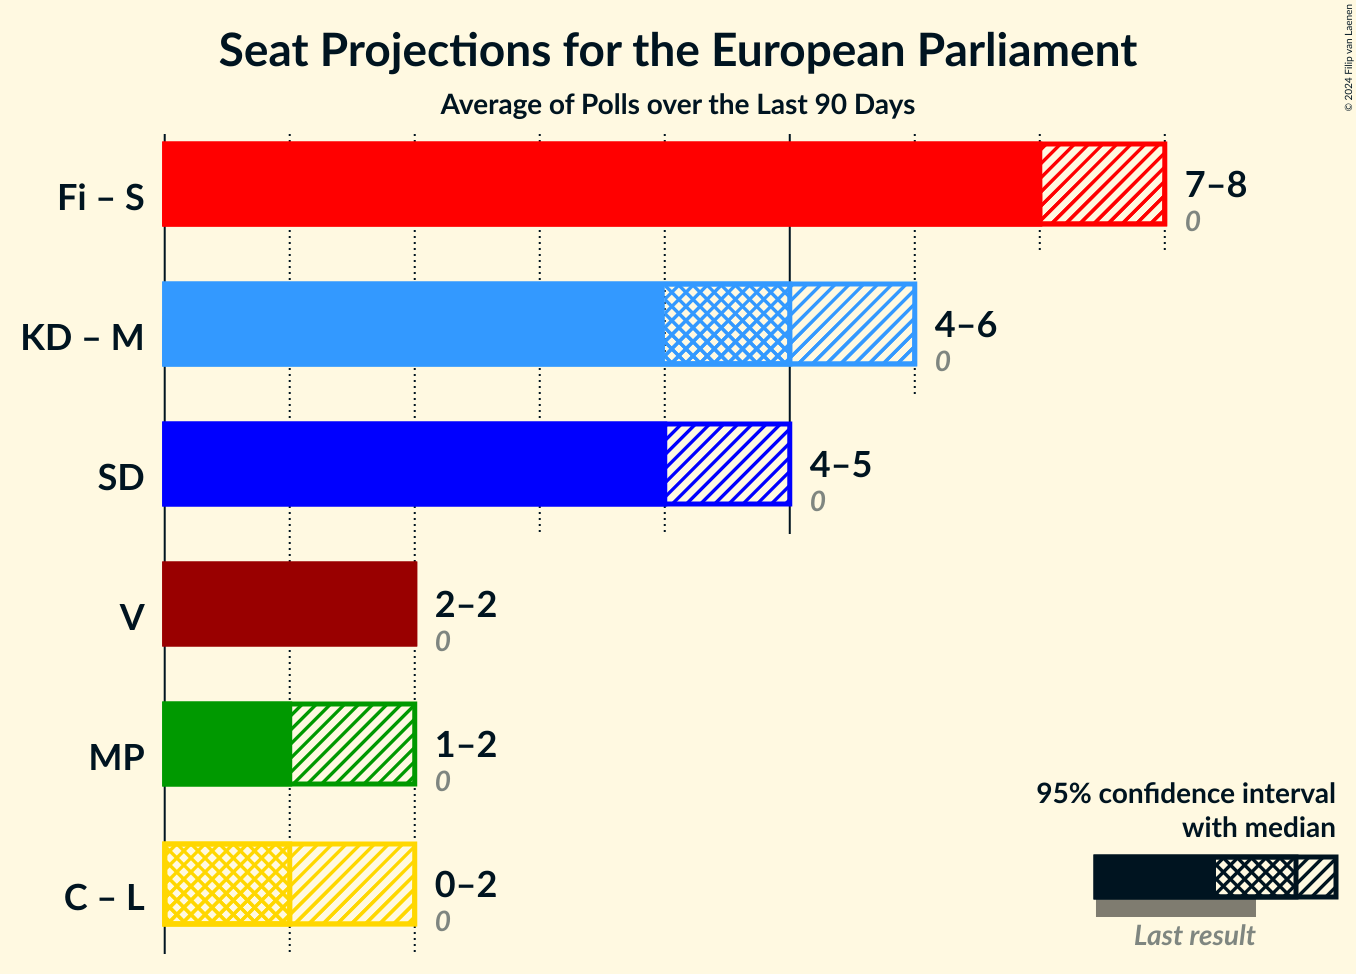 Seat Projections for the European Parliament
Average of Polls over the Last 90 Days
© 2024 Filip van Laenen
Fi – S
7–8
0
KD – M
4–6
0
SD
4–5
0
V
2–2
0
MP
1–2
0
C – L
0–2
0
95% confidence interval
with median
Last result